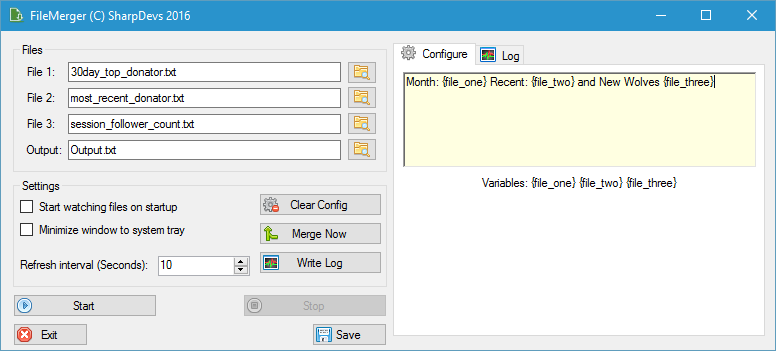 FileMerger (C) SharpDevs 2016
Files
File 1: 30day_top_donator.txt
File 2: most_recent_donator.txt
File 3: session_follower_count.txt
Output: Output.txt
Settings
Start watching files on startup
Minimize window to system tray
Refresh interval (Seconds): 10
Clear Config
Merge Now
Write Log
Start
Stop
Exit
Save
Configure
Log
Month: {file_one} Recent: {file_two} and New Wolves {file_three}
Variables: {file_one} {file_two} {file_three}